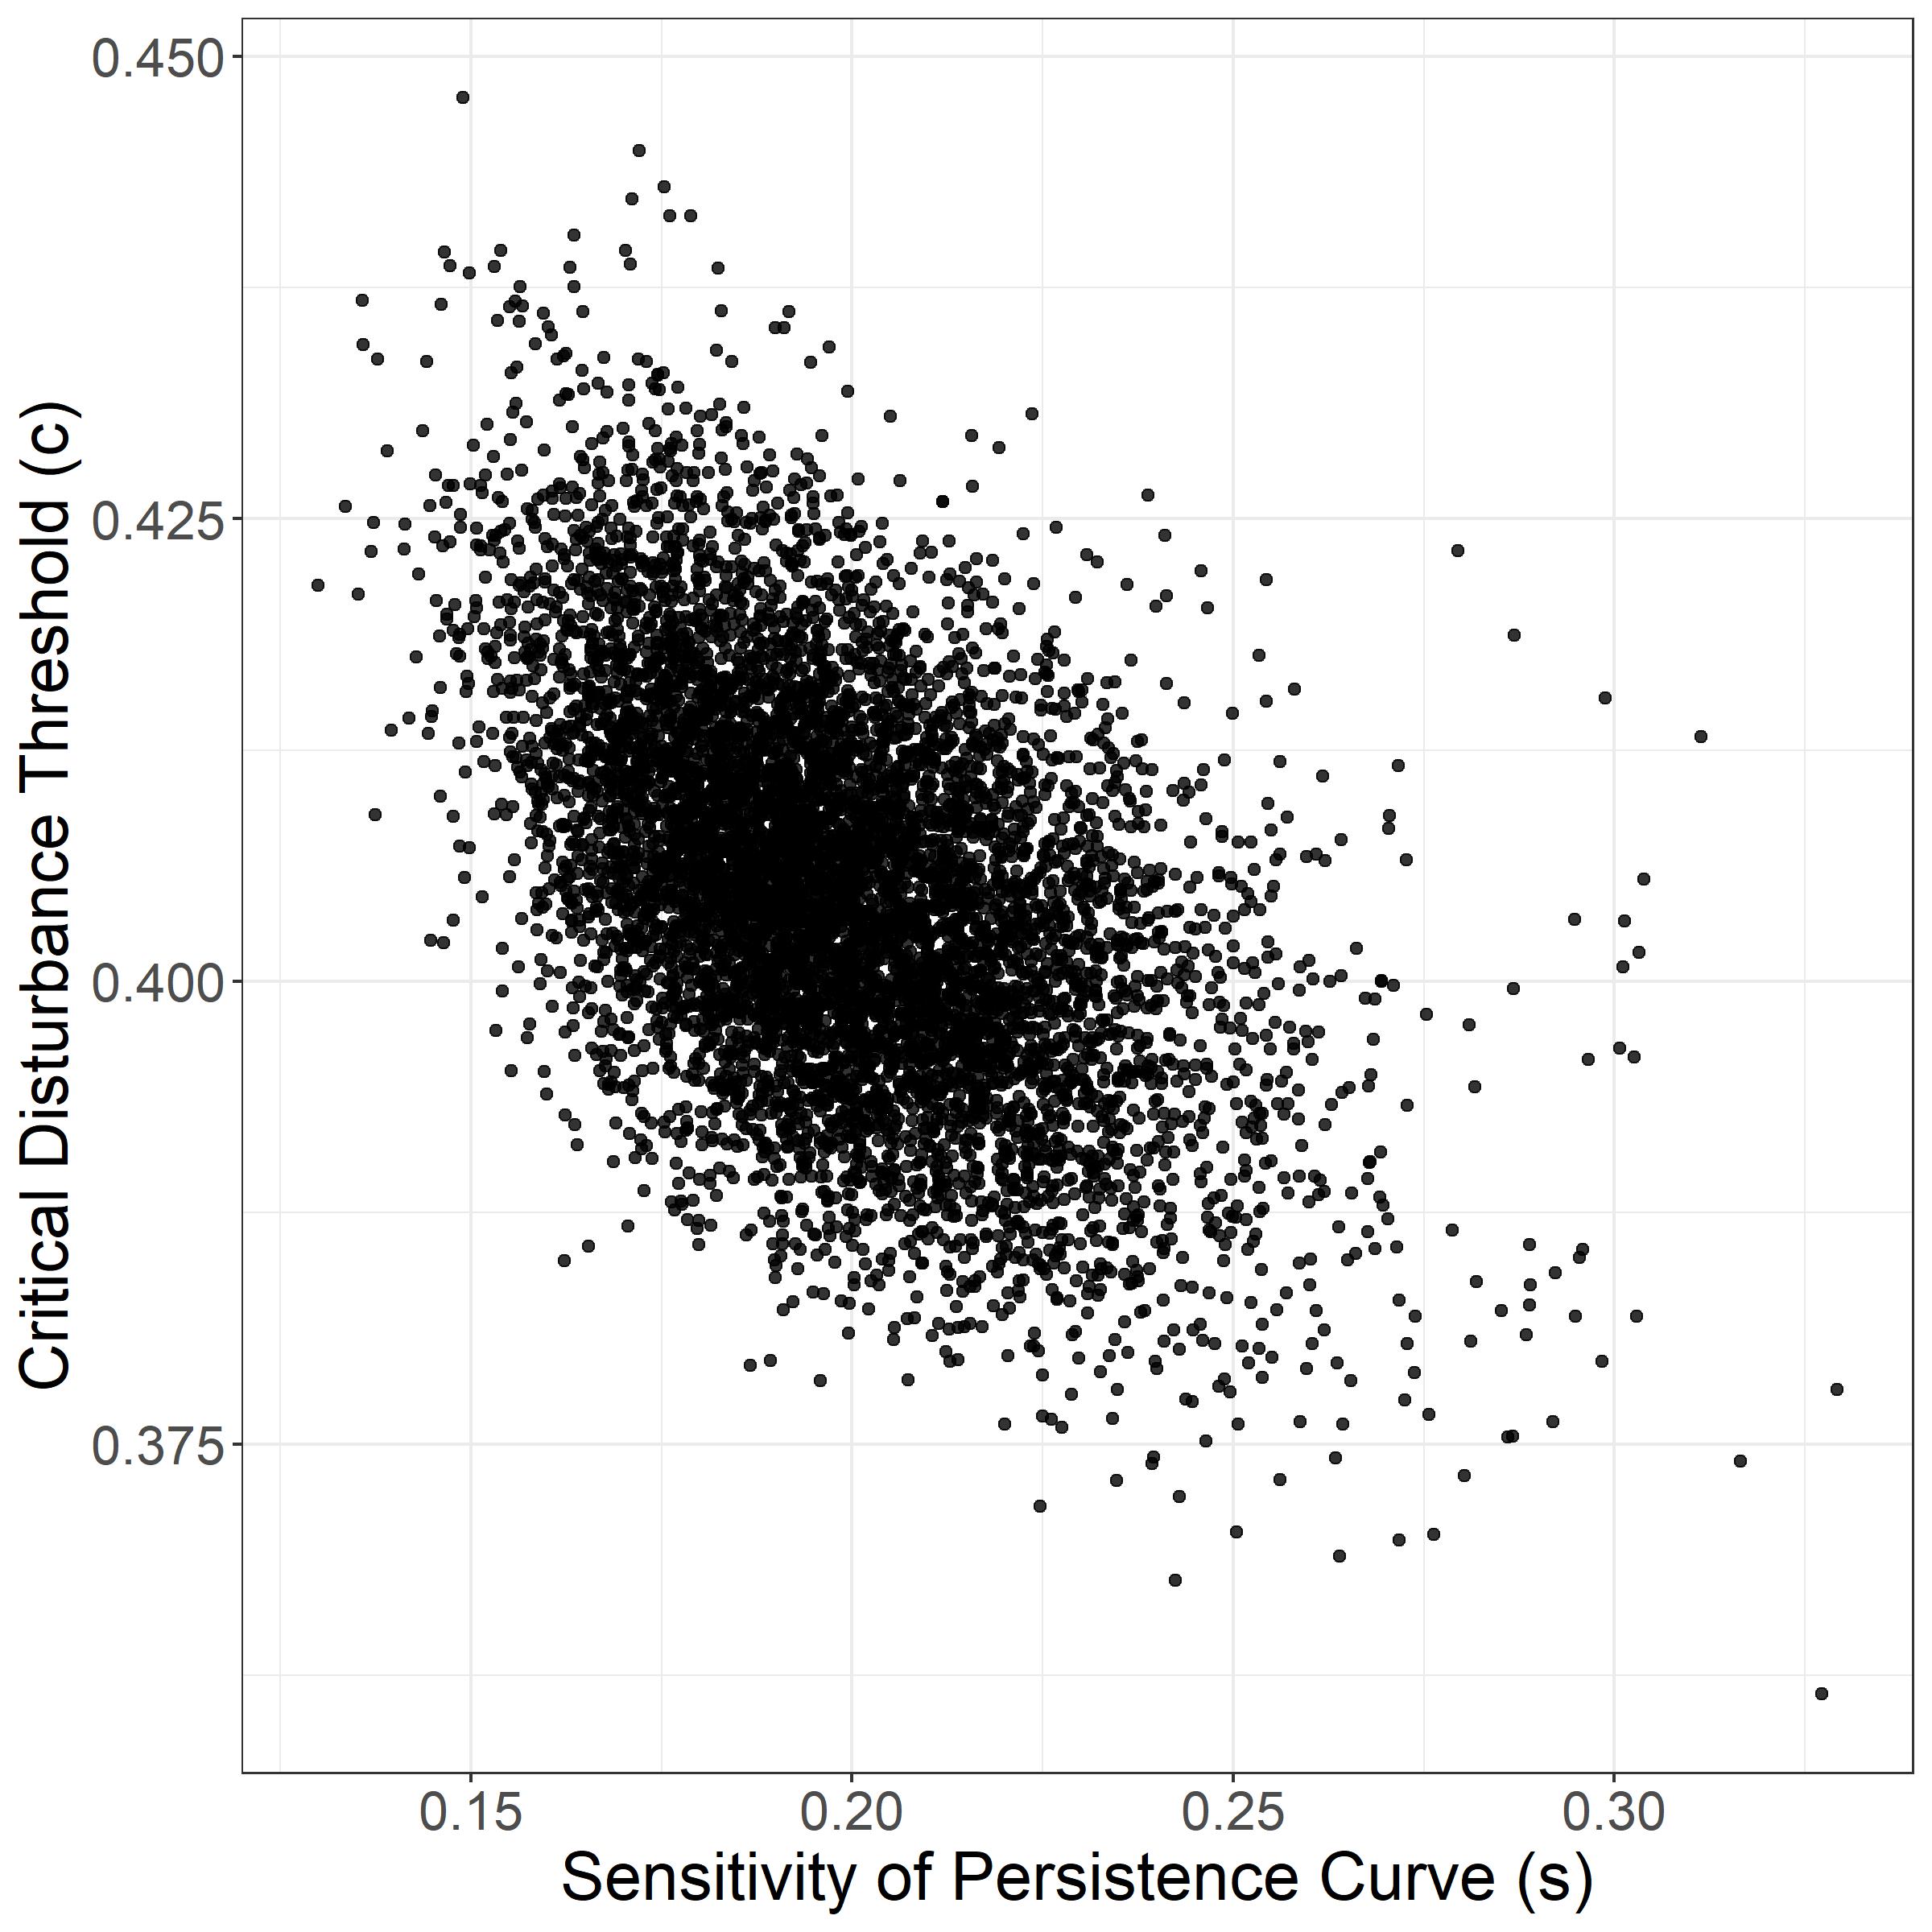 Critical Disturbance Threshold (c)
0.450
0.425
0.400
0.375
0.15 0.20 0.25 0.30
Sensitivity of Persistence Curve (s)